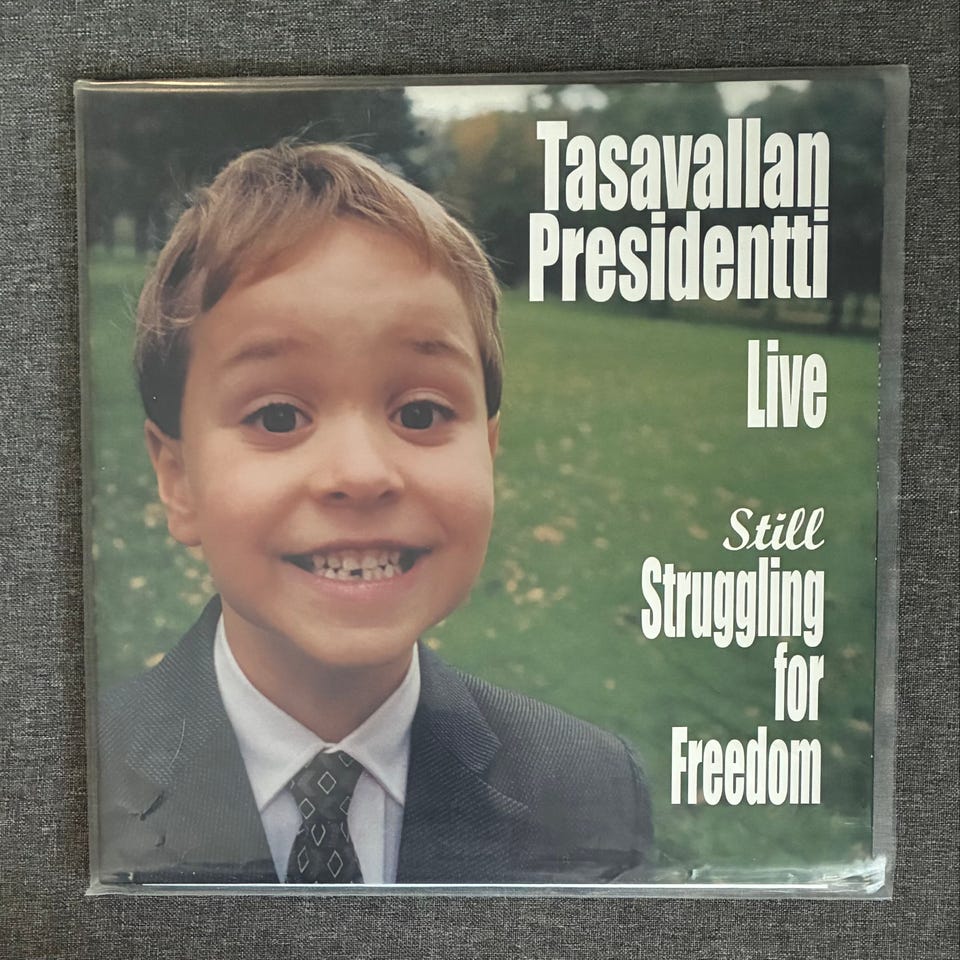 Tasavallan
Presidentti
Live
Still
Struggling
for
Freedom